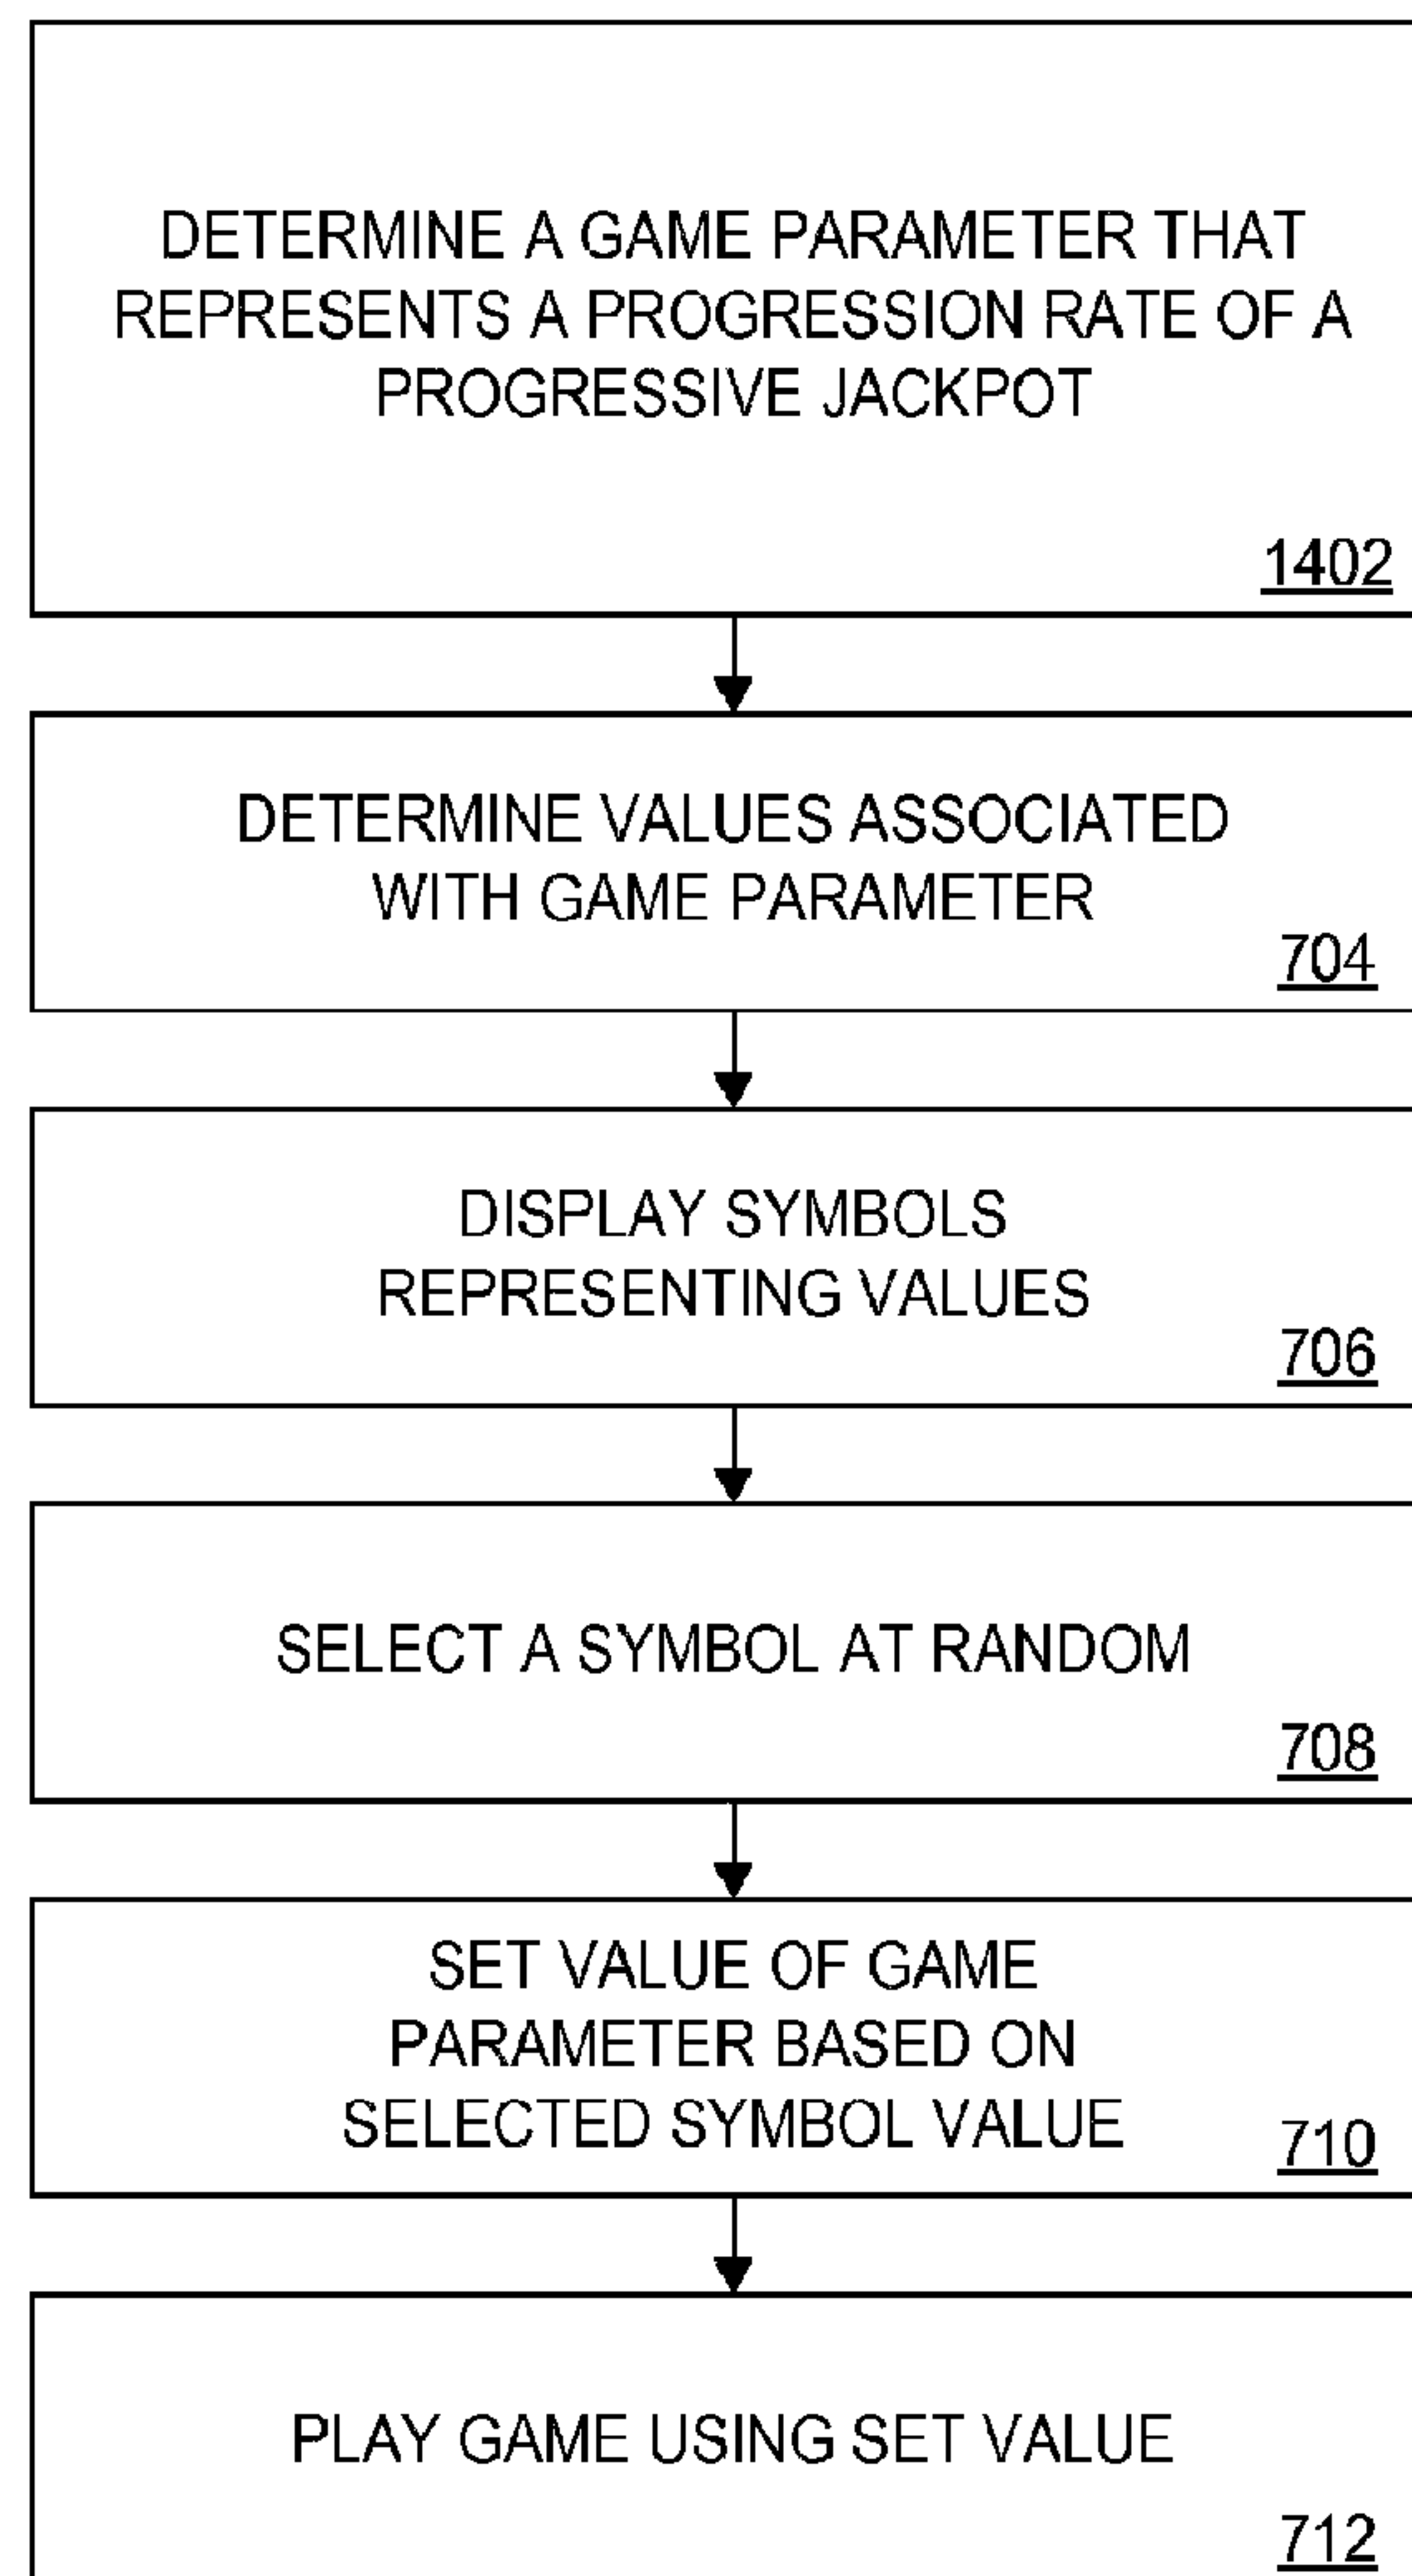 DETERMINE A GAME PARAMETER THAT
REPRESENTS A PROGRESSION RATE OF A
PROGRESSIVE JACKPOT
1402
DETERMINE VALUES ASSOCIATED
WITH GAME PARAMETER
704
DISPLAY SYMBOLS
REPRESENTING VALUES
706
SELECT A SYMBOL AT RANDOM
708
SET VALUE OF GAME
PARAMETER BASED ON
SELECTED SYMBOL VALUE
710
PLAY GAME USING SET VALUE
712